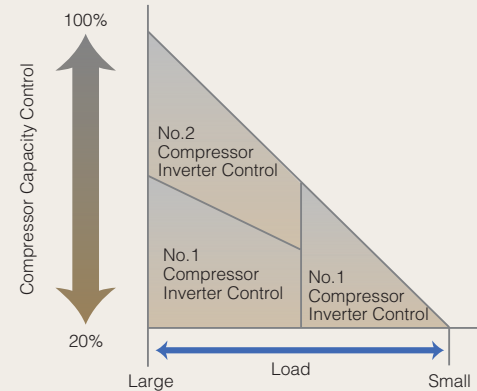 100%
Compressor Capacity Control
No.2
Compressor
Inverter Control
No.1
Compressor
Inverter Control
No.1
Compressor
Inverter Control
20%
Load
Large
Small